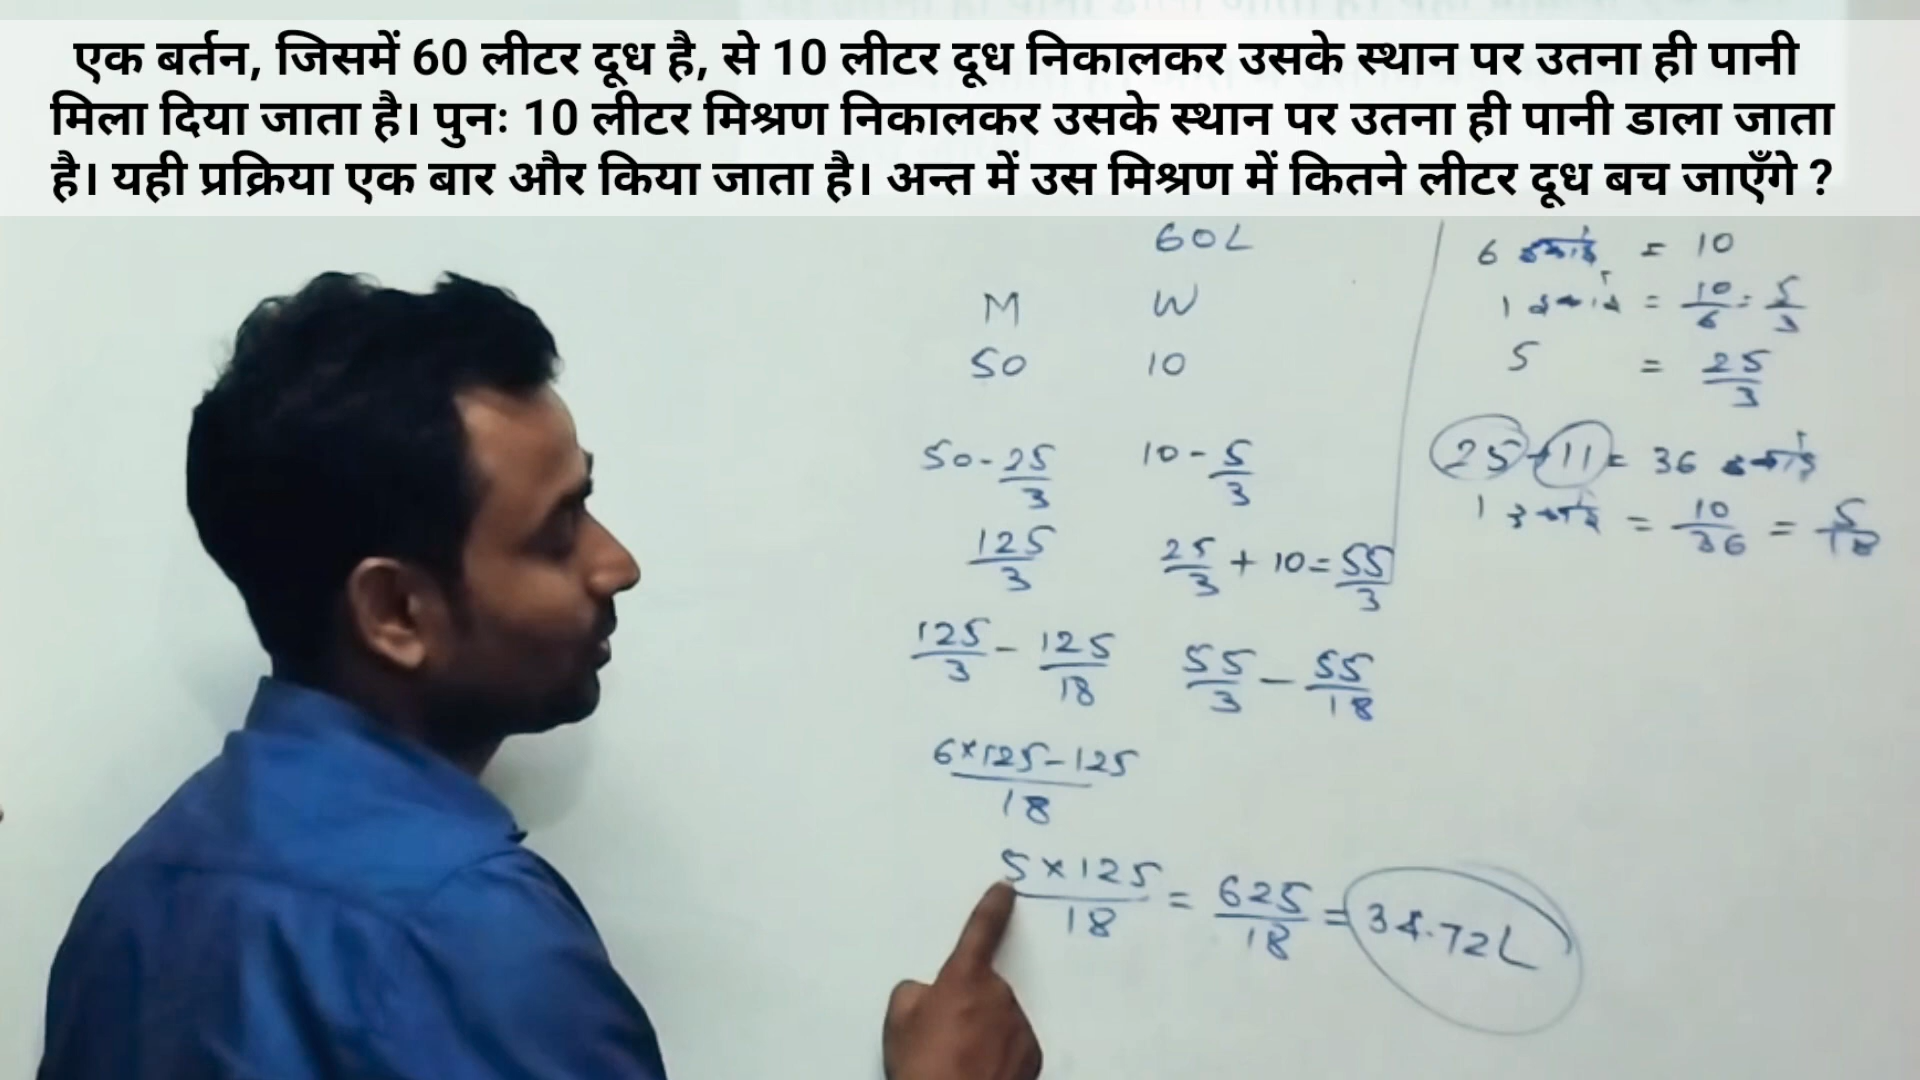 एक बर्तन, जिसमें 60 लीटर दूध है, से 10 लीटर दूध निकालकर उसके स्थान पर उतना ही पानी
मिला दिया जाता है। पुनः 10 लीटर मिश्रण निकालकर उसके स्थान पर उतना ही पानी डाला जाता
है। यही प्रक्रिया एक बार और किया जाता है। अन्त में उस मिश्रण में कितने लीटर दूध बच जाएँगे ?
60L
M W
50 10
50-25/3 10-5/3
125/3 25/3 + 10 = 55/3
125/3 - 125/18 55/3 - 55/18
6×125-125/18
5×125/18 = 625/18 = 34.72L
6 इकाई = 10
1 इकाई = 10/6 = 5/3
5 = 25/3
25+11 = 36 इकाई
1 इकाई = 10/36 = 5/18